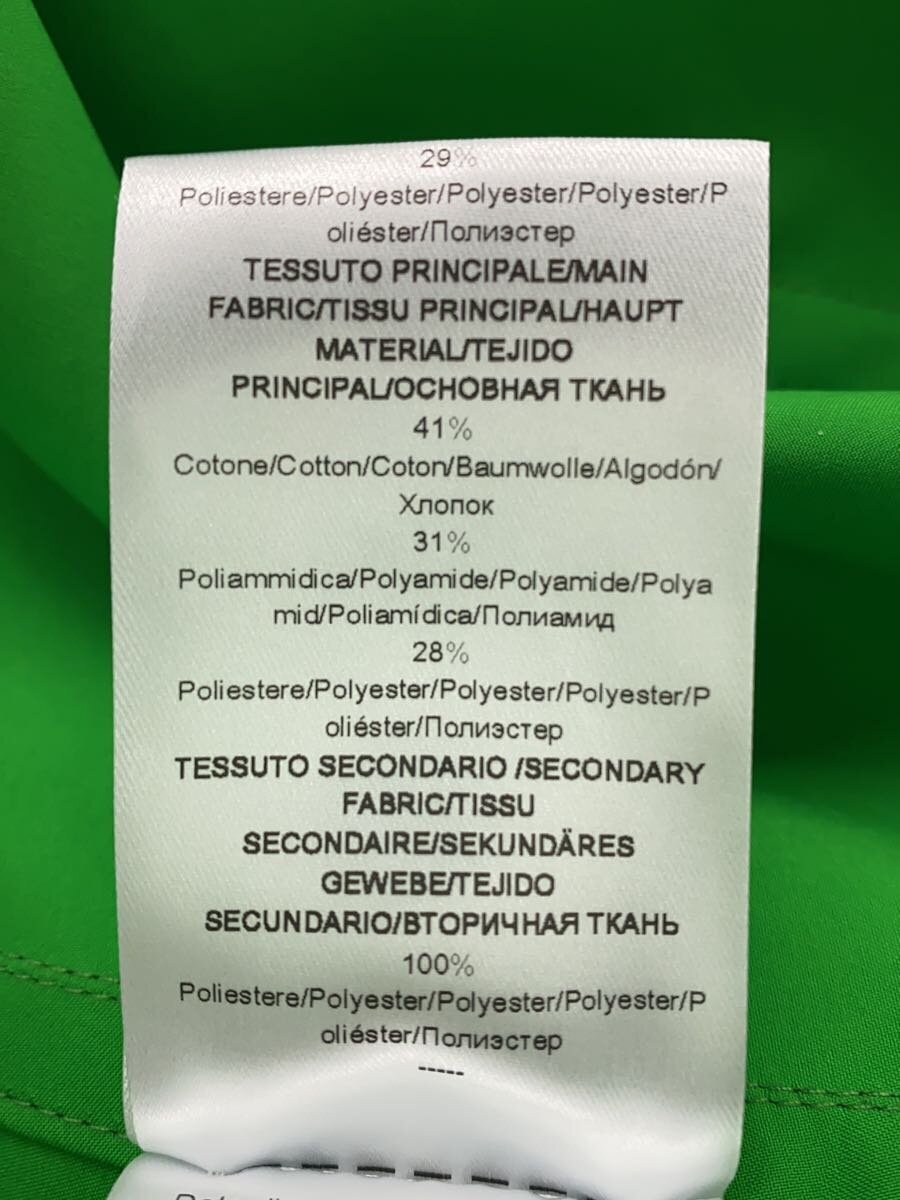 29%
Poliestere/Polyester/Polyester/Polyester/P
oliéster/Полиэстер
TESSUTO PRINCIPALE/MAIN
FABRIC/TISSU PRINCIPAL/HAUPT
MATERIAL/TEJIDO
PRINCIPAL/ОСНОВНАЯ ТКАНЬ
41%
Cotone/Cotton/Coton/Baumwolle/Algodón/
Хлопок
31%
Poliammidica/Polyamide/Polyamide/Polya
mid/Poliamídica/Полиамид
28%
Poliestere/Polyester/Polyester/Polyester/P
oliéster/Полиэстер
TESSUTO SECONDARIO /SECONDARY
FABRIC/TISSU
SECONDAIRE/SEKUNDÄRES
GEWEBE/TEJIDO
SECUNDARIO/ВТОРИЧНАЯ ТКАНЬ
100%
Poliestere/Polyester/Polyester/Polyester/P
oliéster/Полиэстер
-----